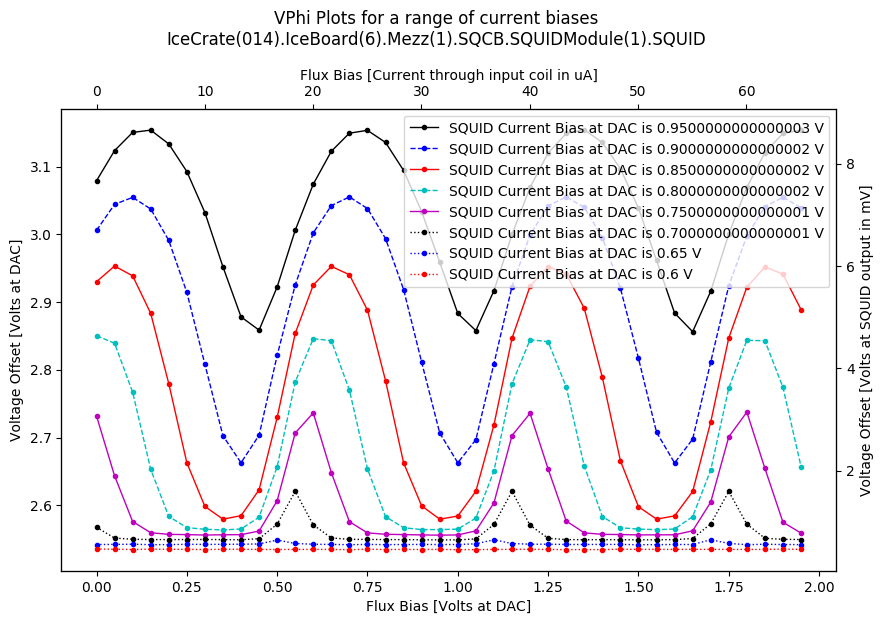 VPhi Plots for a range of current biases
IceCrate(014).IceBoard(6).Mezz(1).SQCB.SQUIDModule(1).SQUID
Flux Bias [Current through input coil in uA]
0 10 20 30 40 50 60
SQUID Current Bias at DAC is 0.9500000000000003 V
SQUID Current Bias at DAC is 0.9000000000000002 V
SQUID Current Bias at DAC is 0.8500000000000002 V
SQUID Current Bias at DAC is 0.8000000000000002 V
SQUID Current Bias at DAC is 0.7500000000000001 V
SQUID Current Bias at DAC is 0.7000000000000001 V
SQUID Current Bias at DAC is 0.65 V
SQUID Current Bias at DAC is 0.6 V
Voltage Offset [Volts at DAC]
3.1
3.0
2.9
2.8
2.7
2.6
8
6
4
2
Voltage Offset [Volts at SQUID output in mV]
0.00 0.25 0.50 0.75 1.00 1.25 1.50 1.75 2.00
Flux Bias [Volts at DAC]